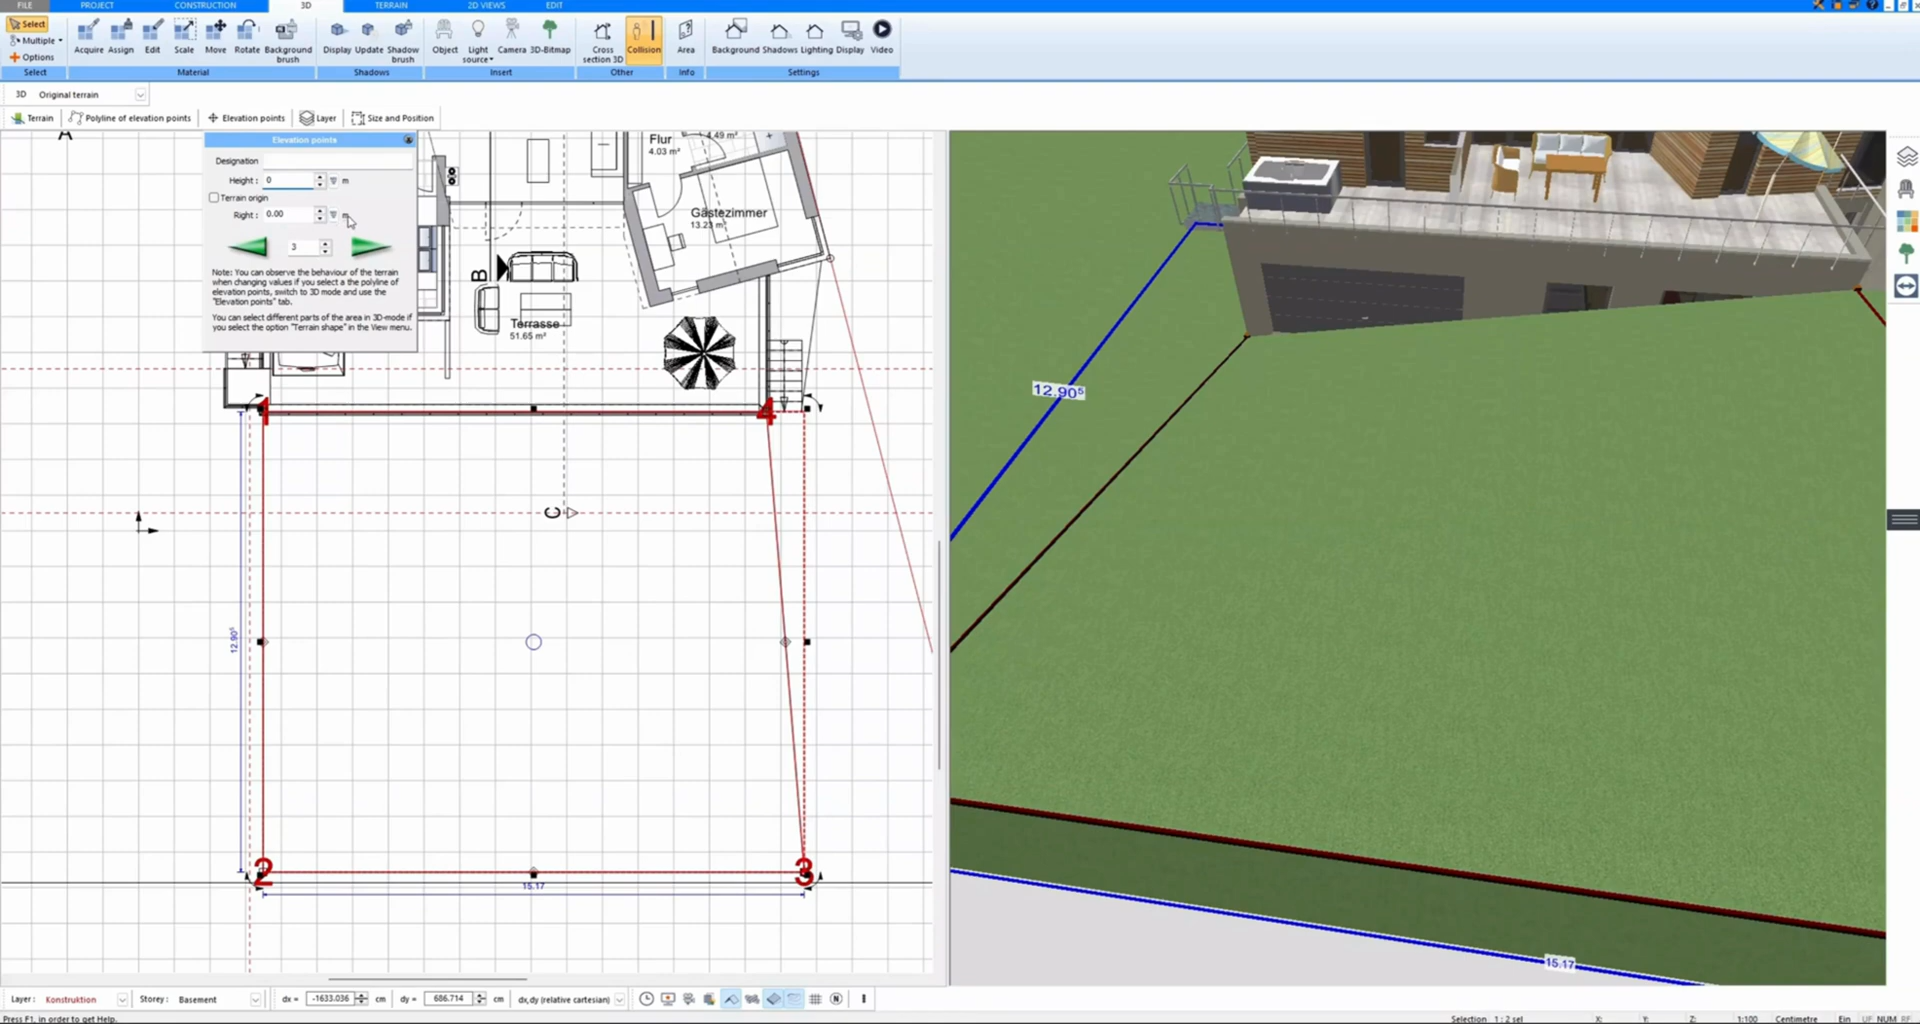 FILE PROJECT CONSTRUCTION 3D TERRAIN 2D VIEWS EDIT
Select
Multiple
Options
Acquire Assign Edit Scale Move Rotate Background brush
Display Update Shadow brush
Object Light source Camera 3D-Bitmap
Cross section 3D Collision
Area
Background Shadows Lighting Display Video
Select Material Shadows Insert Other Info Settings
3D Original terrain
Terrain Polyline of elevation points Elevation points Layer Size and Position
A
Elevation points
Designation
Height : 0 m
Terrain origin
Right : 0.00 m
3
Note: You can observe the behaviour of the terrain
when changing values if you select a the polyline of
elevation points, switch to 3D mode and use the
"Elevation points" tab.
You can select different parts of the area in 3D-mode if
you select the option "Terrain shape" in the View menu.
Flur
4.03 m²
4.49 m²
Gästezimmer
13.23 m²
B
Terrasse
51.65 m²
1
4
C
12.90⁵
2
3
15.17
12.90⁵
15.17
Layer : Konstruktion Storey : Basement dx = -1633.036 cm dy = 686.714 cm dx,dy (relative cartesian)
Press F1, in order to get Help.
Selection 1 : 2 sel X: Y: Z: 1:100 Centimetre Ein UF NUM RF